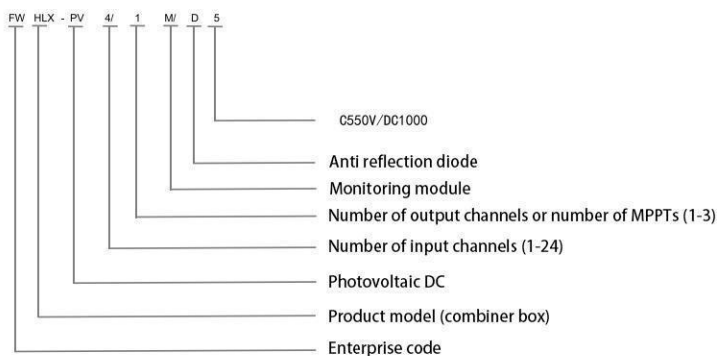 FW HLX - PV 4/ 1 M/ D 5
C550V/DC1000
Anti reflection diode
Monitoring module
Number of output channels or number of MPPTs (1-3)
Number of input channels (1-24)
Photovoltaic DC
Product model (combiner box)
Enterprise code